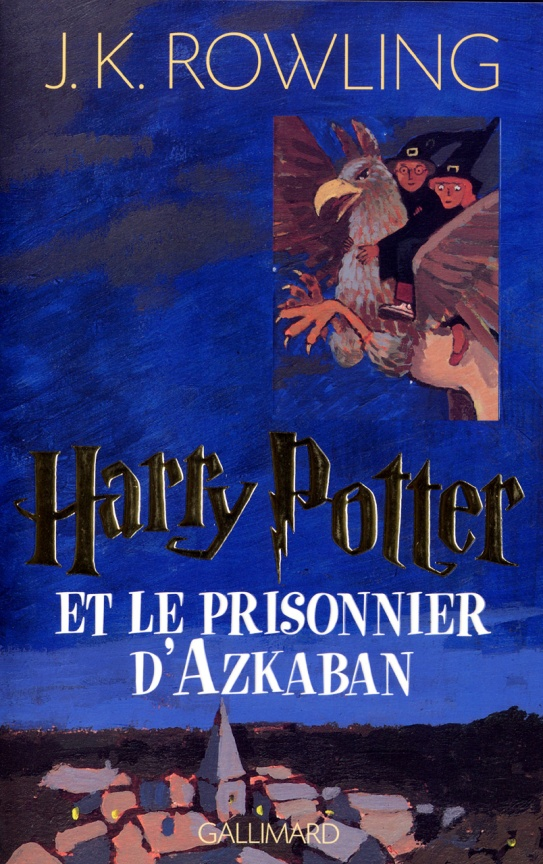 J. K. ROWLING
Harry Potter
ET LE PRISONNIER
D'AZKABAN
GALLIMARD